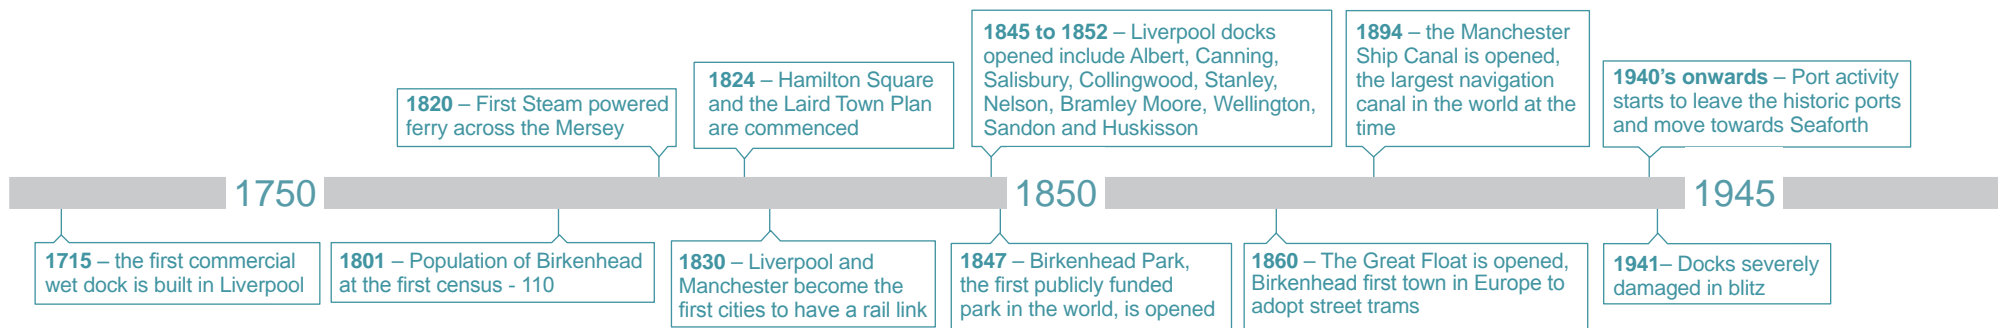 1820 – First Steam powered
ferry across the Mersey
1824 – Hamilton Square
and the Laird Town Plan
are commenced
1845 to 1852 – Liverpool docks
opened include Albert, Canning,
Salisbury, Collingwood, Stanley,
Nelson, Bramley Moore, Wellington,
Sandon and Huskisson
1894 – the Manchester
Ship Canal is opened,
the largest navigation
canal in the world at the
time
1940's onwards – Port activity
starts to leave the historic ports
and move towards Seaforth
1750
1850
1945
1715 – the first commercial
wet dock is built in Liverpool
1801 – Population of Birkenhead
at the first census - 110
1830 – Liverpool and
Manchester become the
first cities to have a rail link
1847 – Birkenhead Park,
the first publicly funded
park in the world, is opened
1860 – The Great Float is opened,
Birkenhead first town in Europe to
adopt street trams
1941– Docks severely
damaged in blitz